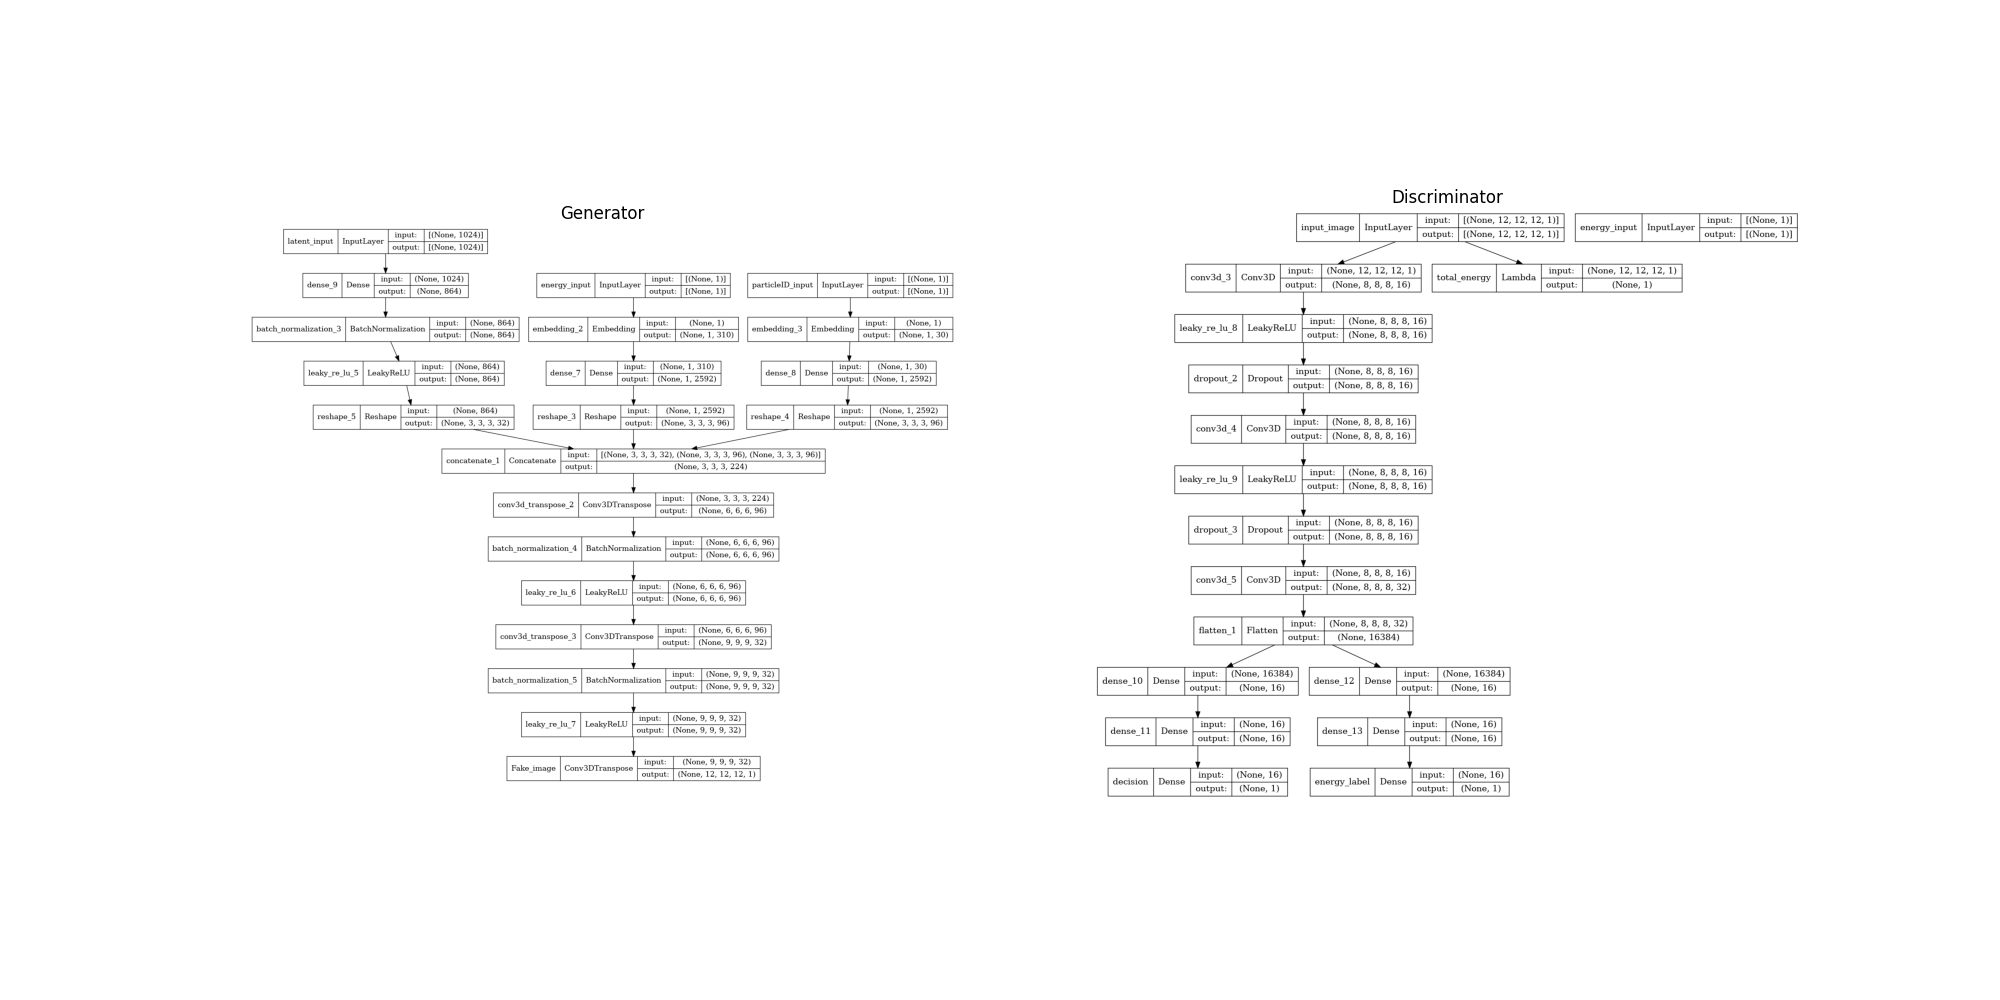 Generator
latent_input InputLayer input: [(None, 1024)]
output: [(None, 1024)]
dense_9 Dense input: (None, 1024)
output: (None, 864)
energy_input InputLayer input: [(None, 1)]
output: [(None, 1)]
particleID_input InputLayer input: [(None, 1)]
output: [(None, 1)]
batch_normalization_3 BatchNormalization input: (None, 864)
output: (None, 864)
embedding_2 Embedding input: (None, 1)
output: (None, 1, 310)
embedding_3 Embedding input: (None, 1)
output: (None, 1, 30)
leaky_re_lu_5 LeakyReLU input: (None, 864)
output: (None, 864)
dense_7 Dense input: (None, 1, 310)
output: (None, 1, 2592)
dense_8 Dense input: (None, 1, 30)
output: (None, 1, 2592)
reshape_5 Reshape input: (None, 864)
output: (None, 3, 3, 3, 32)
reshape_3 Reshape input: (None, 1, 2592)
output: (None, 3, 3, 3, 96)
reshape_4 Reshape input: (None, 1, 2592)
output: (None, 3, 3, 3, 96)
concatenate_1 Concatenate input: [(None, 3, 3, 3, 32), (None, 3, 3, 3, 96), (None, 3, 3, 3, 96)]
output: (None, 3, 3, 3, 224)
conv3d_transpose_2 Conv3DTranspose input: (None, 3, 3, 3, 224)
output: (None, 6, 6, 6, 96)
batch_normalization_4 BatchNormalization input: (None, 6, 6, 6, 96)
output: (None, 6, 6, 6, 96)
leaky_re_lu_6 LeakyReLU input: (None, 6, 6, 6, 96)
output: (None, 6, 6, 6, 96)
conv3d_transpose_3 Conv3DTranspose input: (None, 6, 6, 6, 96)
output: (None, 9, 9, 9, 32)
batch_normalization_5 BatchNormalization input: (None, 9, 9, 9, 32)
output: (None, 9, 9, 9, 32)
leaky_re_lu_7 LeakyReLU input: (None, 9, 9, 9, 32)
output: (None, 9, 9, 9, 32)
Fake_image Conv3DTranspose input: (None, 9, 9, 9, 32)
output: (None, 12, 12, 12, 1)
Discriminator
input_image InputLayer input: [(None, 12, 12, 12, 1)]
output: [(None, 12, 12, 12, 1)]
energy_input InputLayer input: [(None, 1)]
output: [(None, 1)]
conv3d_3 Conv3D input: (None, 12, 12, 12, 1)
output: (None, 8, 8, 8, 16)
total_energy Lambda input: (None, 12, 12, 12, 1)
output: (None, 1)
leaky_re_lu_8 LeakyReLU input: (None, 8, 8, 8, 16)
output: (None, 8, 8, 8, 16)
dropout_2 Dropout input: (None, 8, 8, 8, 16)
output: (None, 8, 8, 8, 16)
conv3d_4 Conv3D input: (None, 8, 8, 8, 16)
output: (None, 8, 8, 8, 16)
leaky_re_lu_9 LeakyReLU input: (None, 8, 8, 8, 16)
output: (None, 8, 8, 8, 16)
dropout_3 Dropout input: (None, 8, 8, 8, 16)
output: (None, 8, 8, 8, 16)
conv3d_5 Conv3D input: (None, 8, 8, 8, 16)
output: (None, 8, 8, 8, 32)
flatten_1 Flatten input: (None, 8, 8, 8, 32)
output: (None, 16384)
dense_10 Dense input: (None, 16384)
output: (None, 16)
dense_12 Dense input: (None, 16384)
output: (None, 16)
dense_11 Dense input: (None, 16)
output: (None, 16)
dense_13 Dense input: (None, 16)
output: (None, 16)
decision Dense input: (None, 16)
output: (None, 1)
energy_label Dense input: (None, 16)
output: (None, 1)